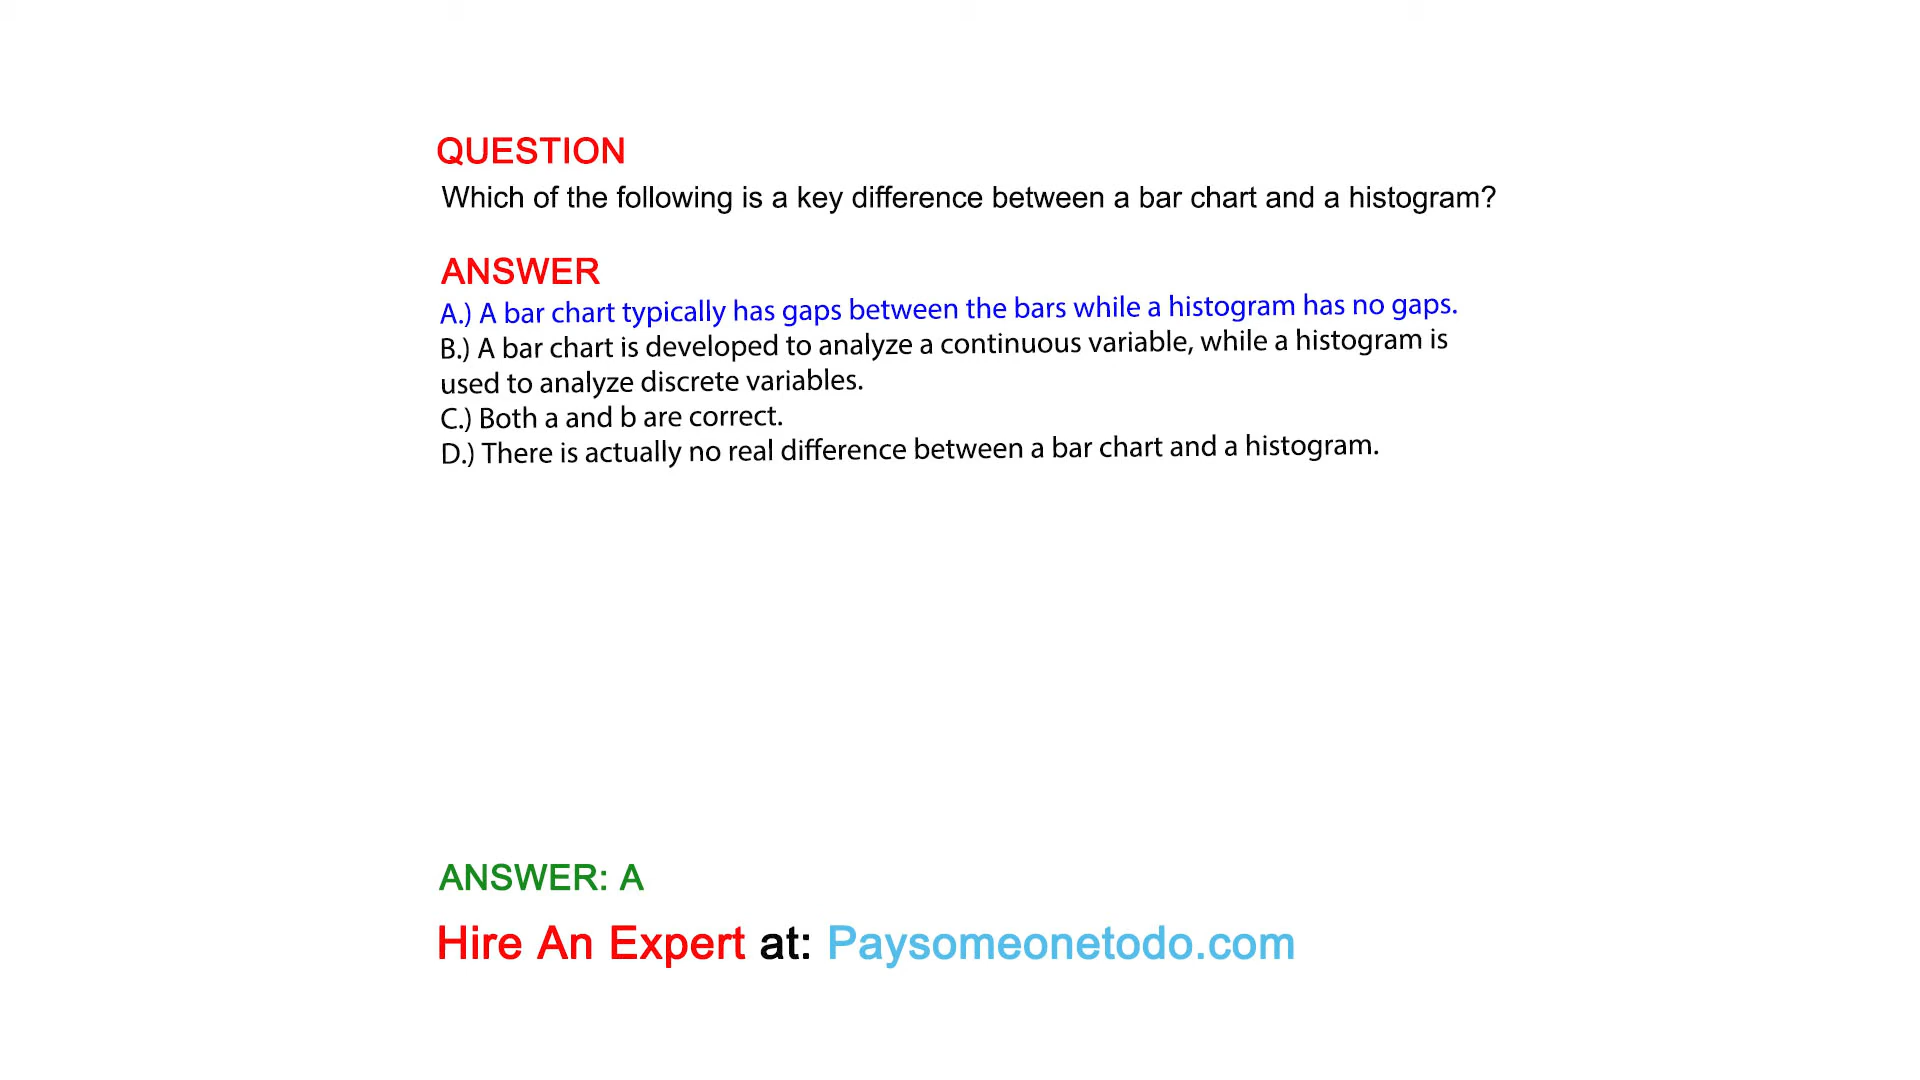 QUESTION
Which of the following is a key difference between a bar chart and a histogram?
ANSWER
A.) A bar chart typically has gaps between the bars while a histogram has no gaps.
B.) A bar chart is developed to analyze a continuous variable, while a histogram is
used to analyze discrete variables.
C.) Both a and b are correct.
D.) There is actually no real difference between a bar chart and a histogram.
ANSWER: A
Hire An Expert at: Paysomeonetodo.com